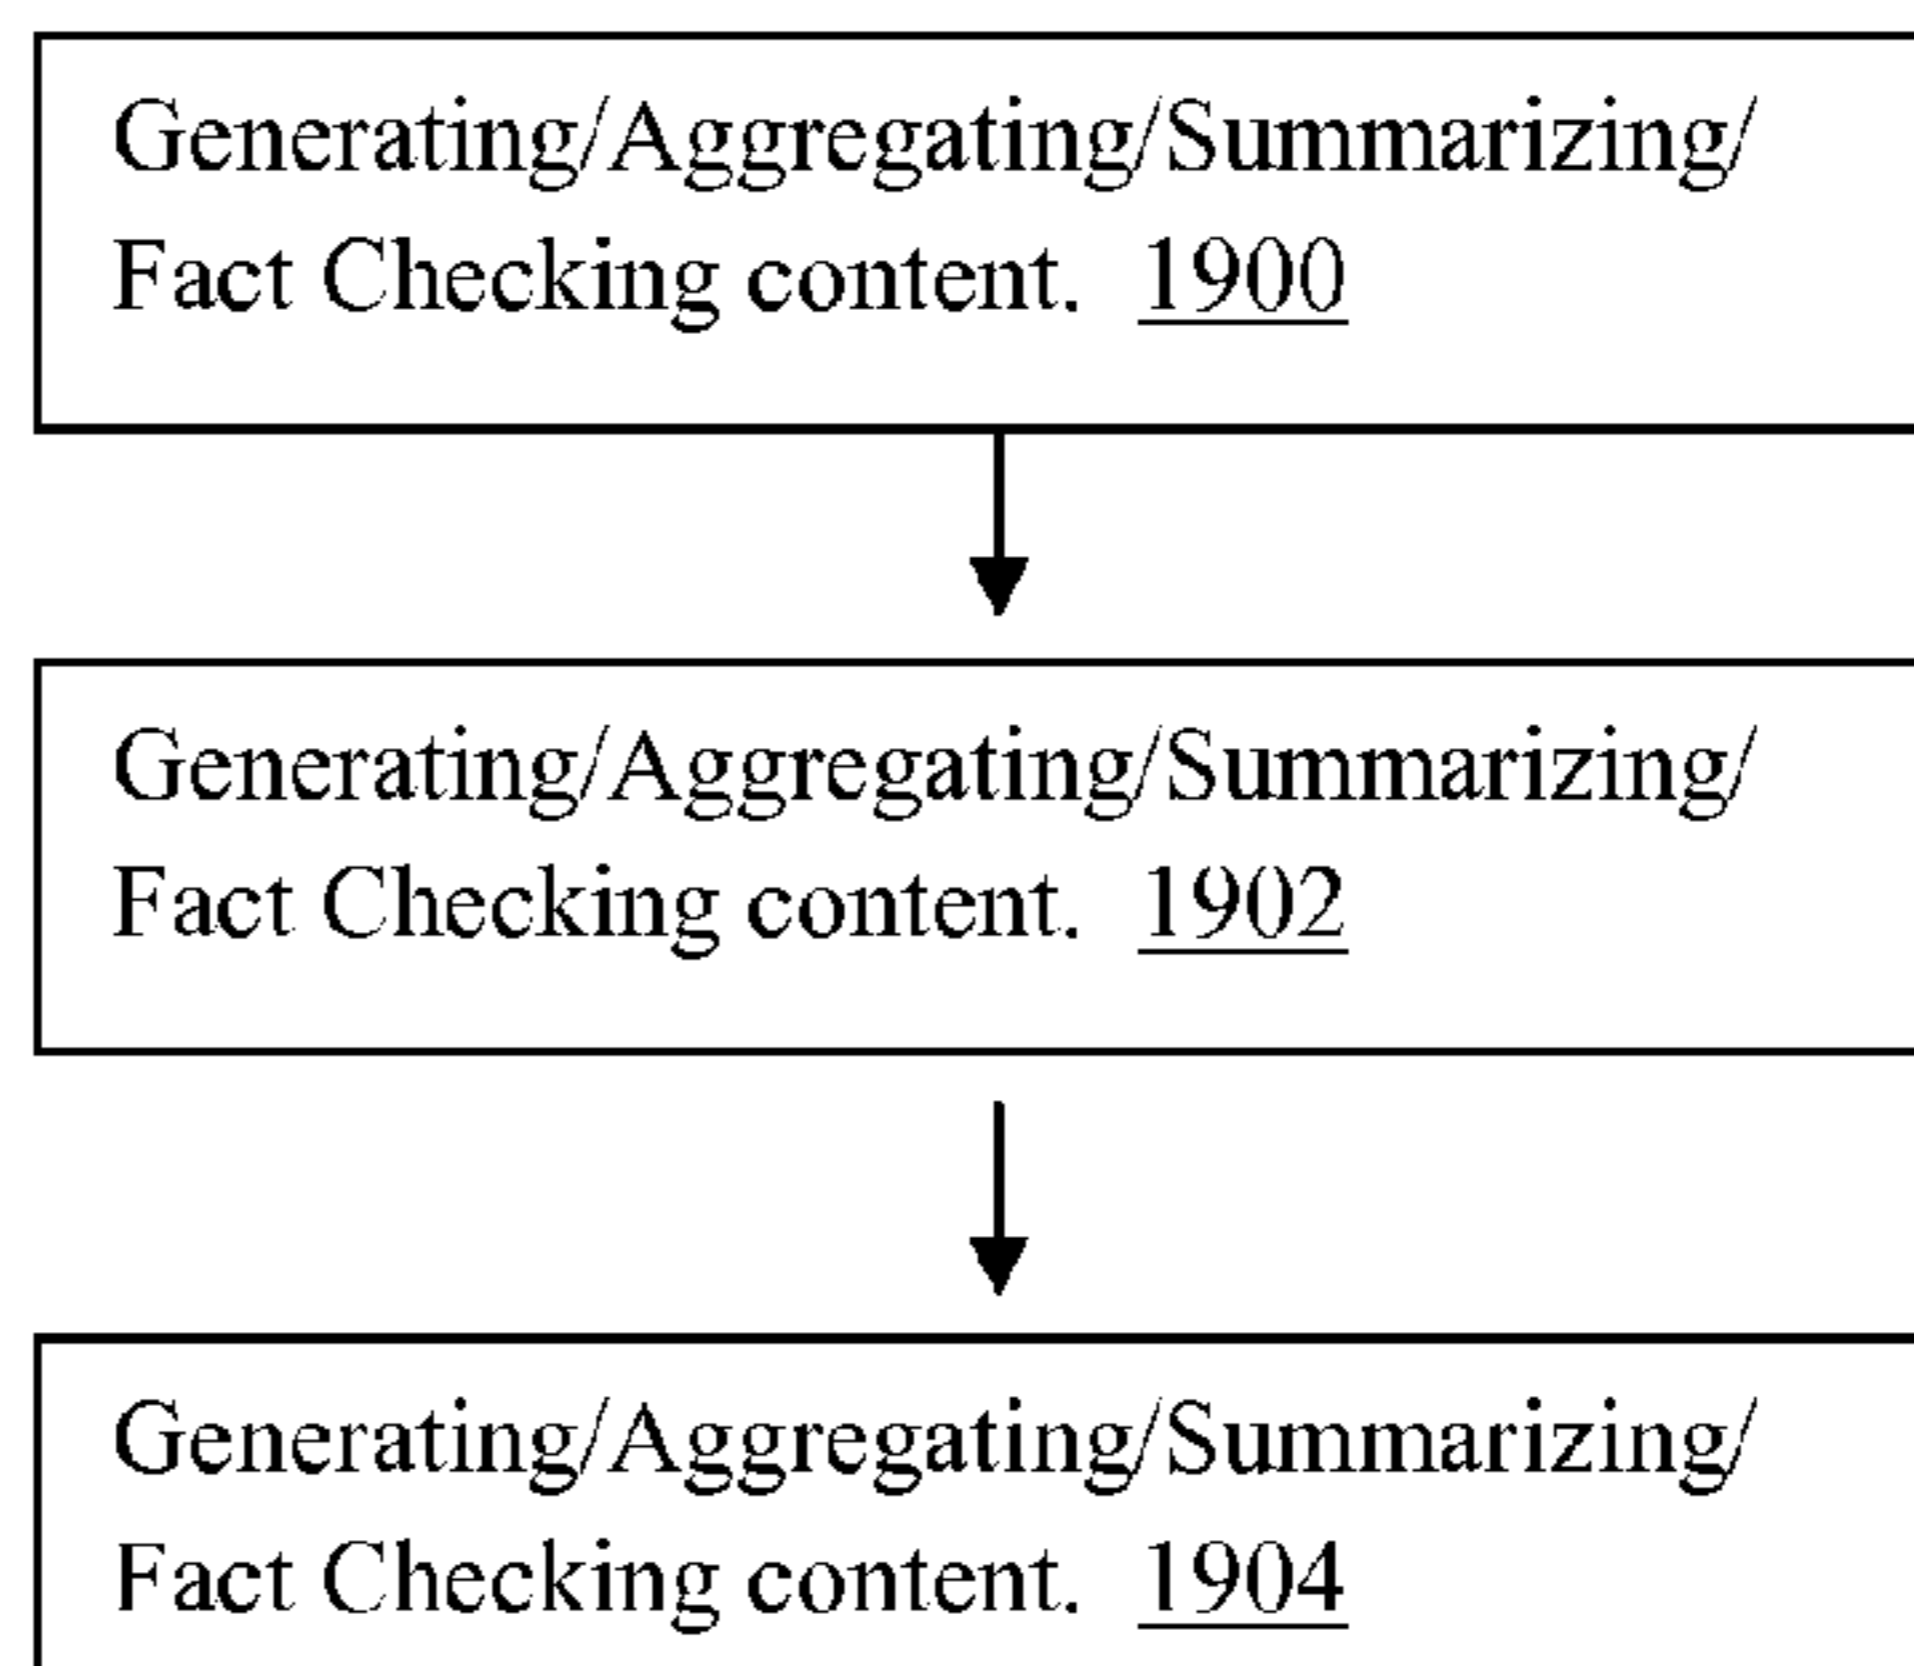 Generating/Aggregating/Summarizing/
Fact Checking content. 1900
Generating/Aggregating/Summarizing/
Fact Checking content. 1902
Generating/Aggregating/Summarizing/
Fact Checking content. 1904